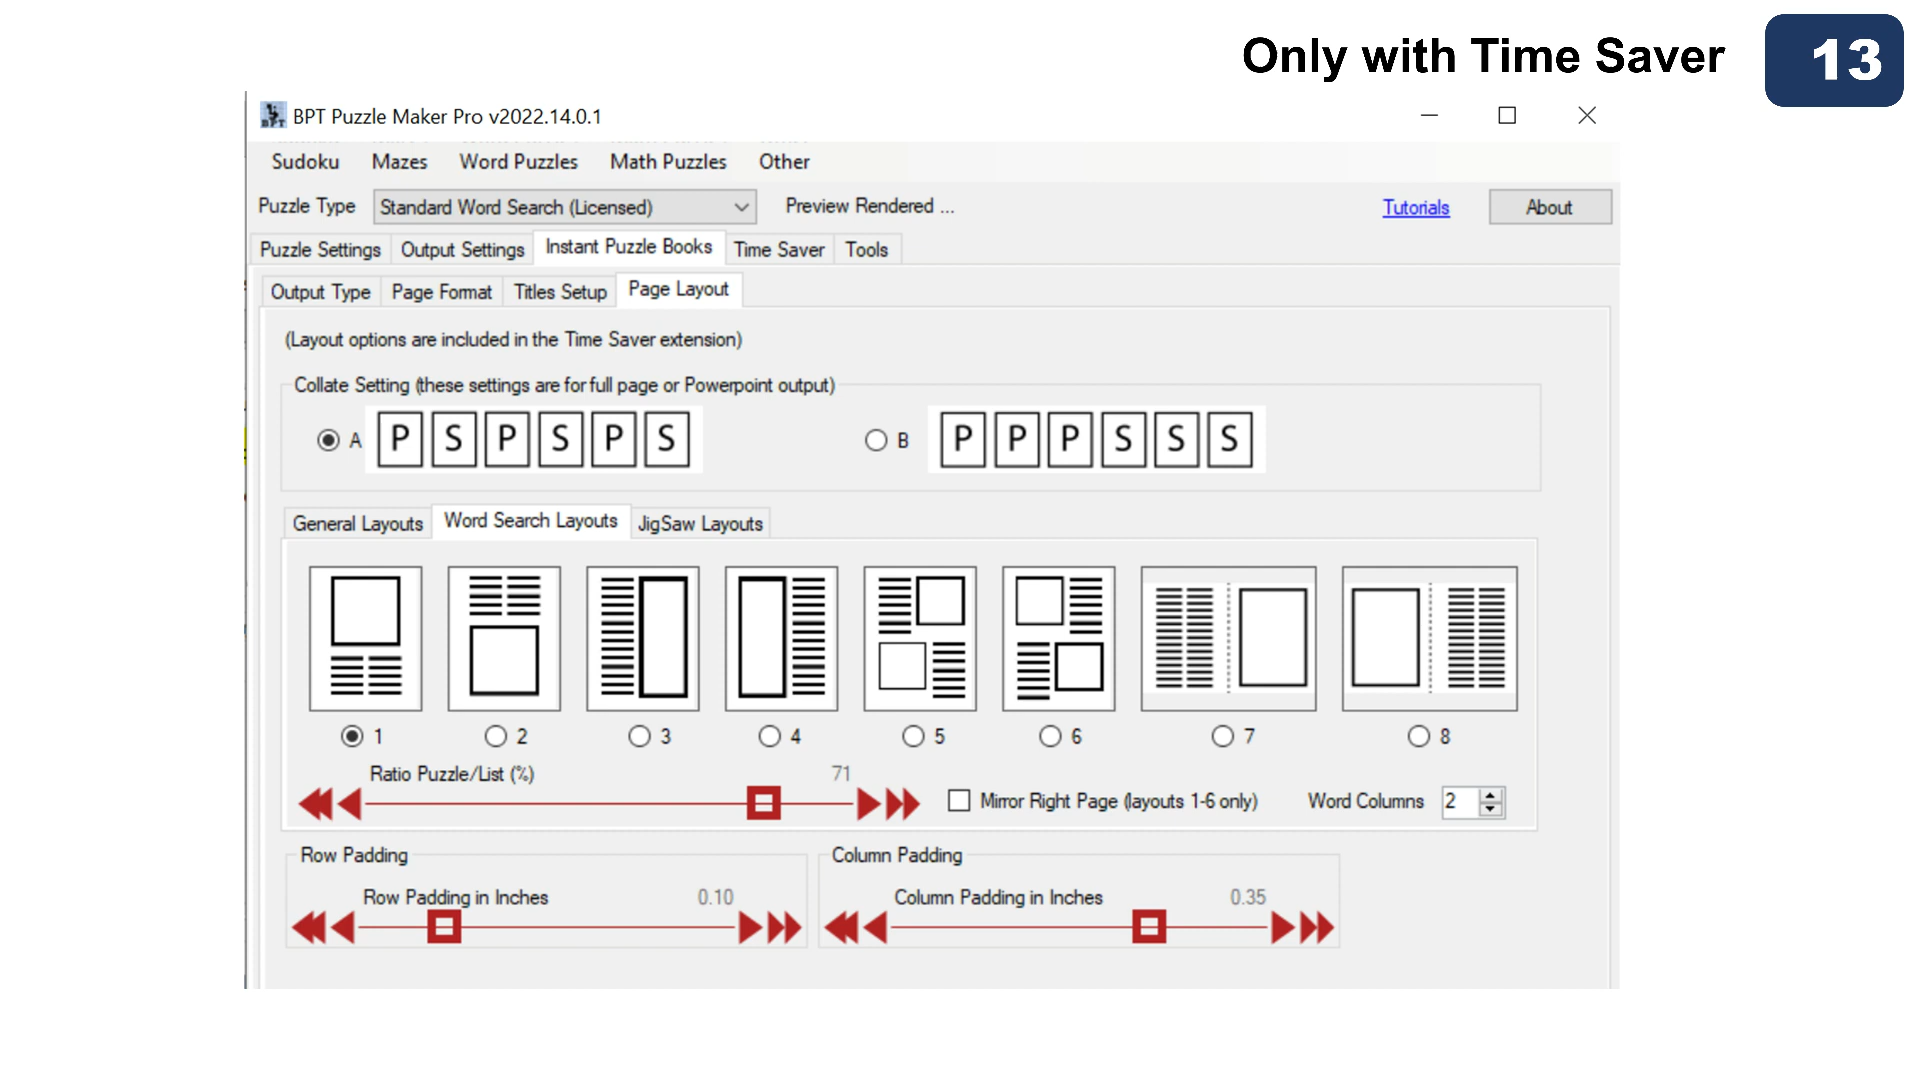 Only with Time Saver 13
BPT Puzzle Maker Pro v2022.14.0.1
Sudoku Mazes Word Puzzles Math Puzzles Other
Puzzle Type Standard Word Search (Licensed) Preview Rendered ... Tutorials About
Puzzle Settings Output Settings Instant Puzzle Books Time Saver Tools
Output Type Page Format Titles Setup Page Layout
(Layout options are included in the Time Saver extension)
Collate Setting (these settings are for full page or Powerpoint output)
A P S P S P S B P P P S S S
General Layouts Word Search Layouts JigSaw Layouts
1 2 3 4 5 6 7 8
Ratio Puzzle/List (%) 71
Mirror Right Page (layouts 1-6 only) Word Columns 2
Row Padding Column Padding
Row Padding in Inches 0.10 Column Padding in Inches 0.35